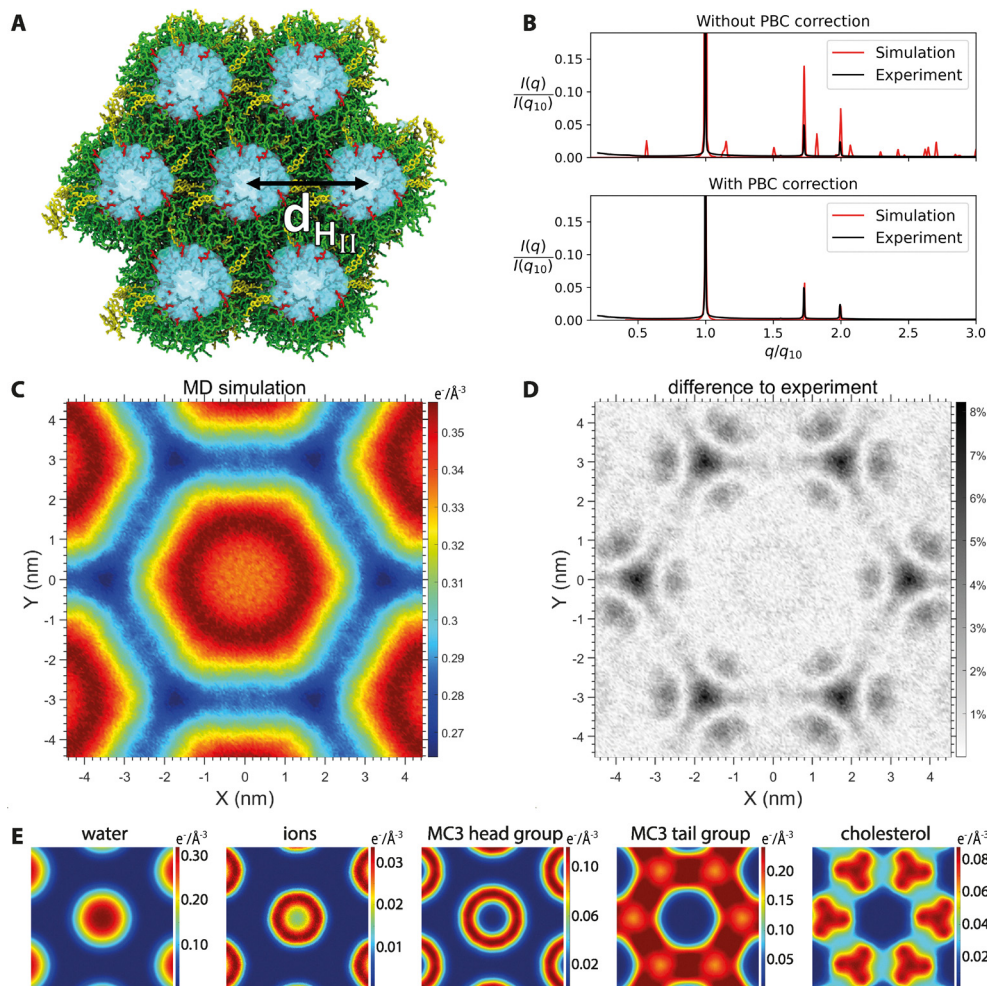 A
d_HII
B
Without PBC correction
I(q)
I(q10)
Simulation
Experiment
0.15
0.10
0.05
0.00
With PBC correction
I(q)
I(q10)
Simulation
Experiment
0.15
0.10
0.05
0.00
0.5 1.0 1.5 2.0 2.5 3.0
q/q10
C
MD simulation
e-/Å-3
4
3
2
1
0
-1
-2
-3
-4
Y (nm)
-4 -3 -2 -1 0 1 2 3 4
X (nm)
0.35
0.34
0.33
0.32
0.31
0.3
0.29
0.28
0.27
D
difference to experiment
4
3
2
1
0
-1
-2
-3
-4
Y (nm)
-4 -3 -2 -1 0 1 2 3 4
X (nm)
8%
7%
6%
5%
4%
3%
2%
1%
E
water
e-/Å-3
0.30
0.20
0.10
ions
e-/Å-3
0.03
0.02
0.01
MC3 head group
e-/Å-3
0.10
0.06
0.02
MC3 tail group
e-/Å-3
0.20
0.15
0.10
0.05
cholesterol
e-/Å-3
0.08
0.06
0.04
0.02